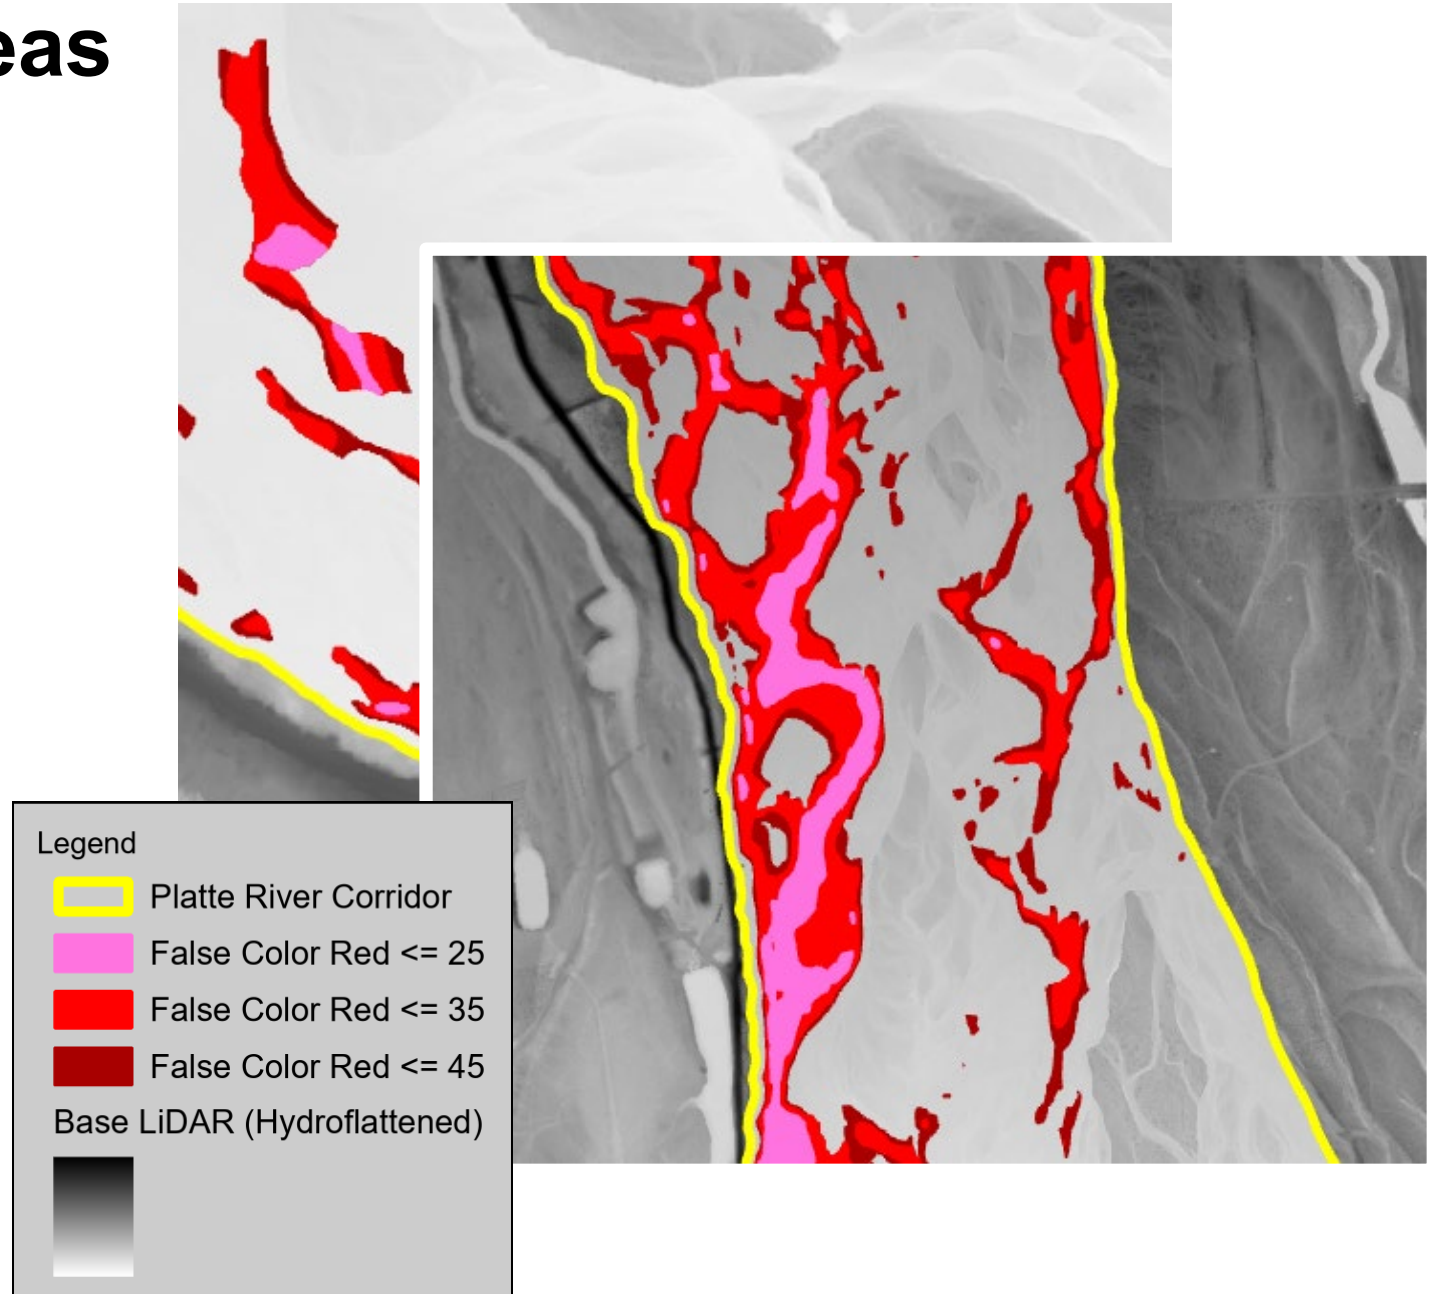 eas
Legend
Platte River Corridor
False Color Red <= 25
False Color Red <= 35
False Color Red <= 45
Base LiDAR (Hydroflattened)